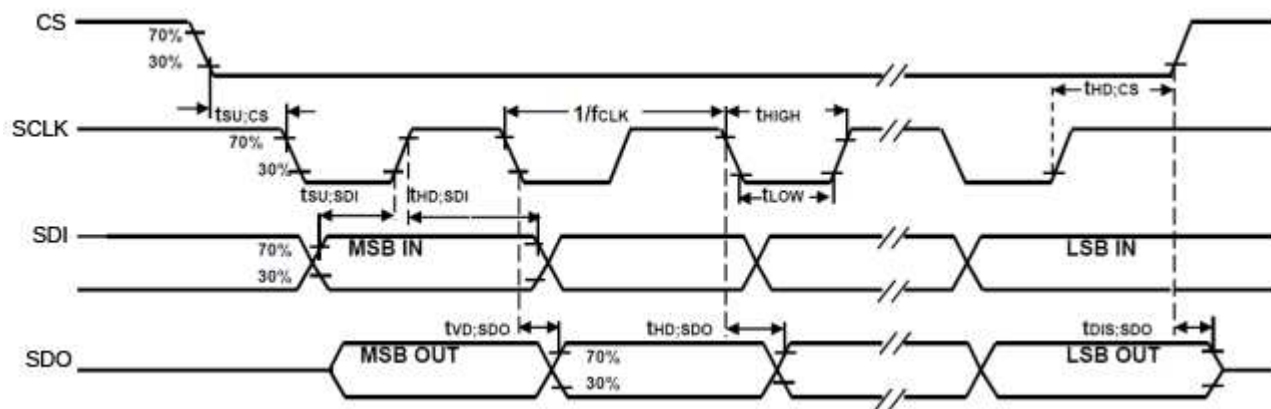 CS
70%
30%
tSU;CS
1/fCLK
tHIGH
tHD;CS
SCLK
70%
30%
tSU;SDI
tHD;SDI
tLOW
SDI
70%
30%
MSB IN
LSB IN
tVD;SDO
tHD;SDO
tDIS;SDO
SDO
MSB OUT
70%
30%
LSB OUT